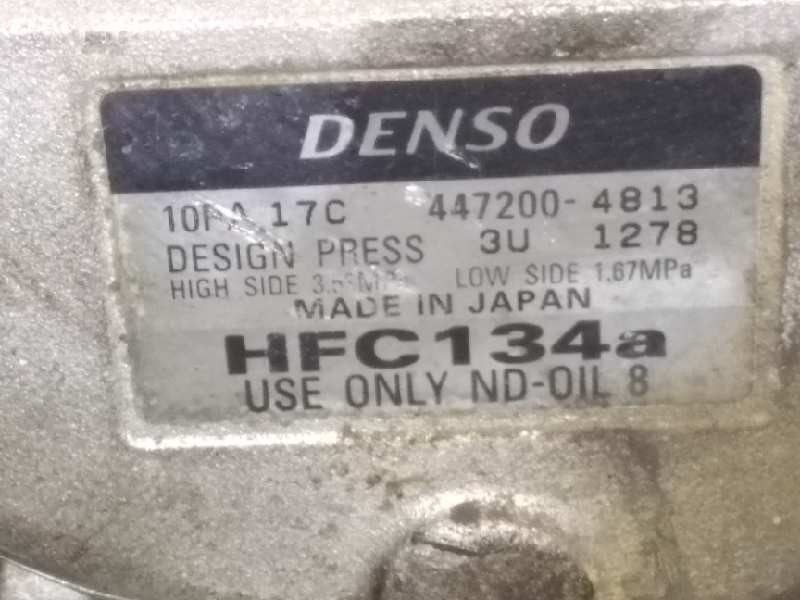 DENSO
10PA 17C 447200-4813
DESIGN PRESS 3U 1278
HIGH SIDE LOW SIDE 1.67MPa
MADE IN JAPAN
HFC134a
USE ONLY ND-OIL 8